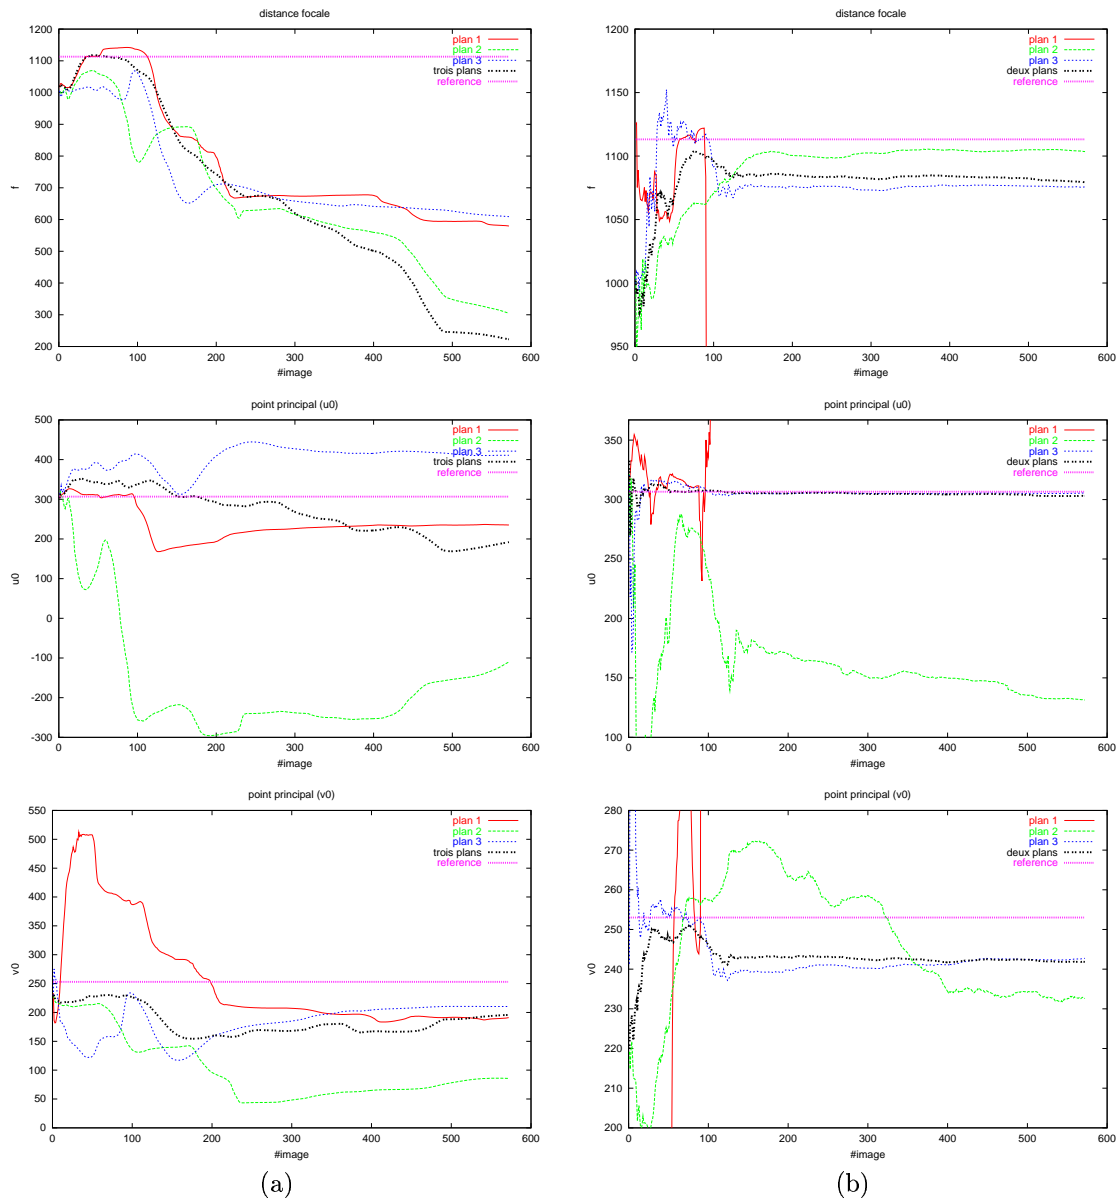 distance focale
1200
1100
1000
900
800
700
600
500
400
300
200
f
0
100
200
300
400
500
600
#image
plan 1
plan 2
plan 3
trois plans
reference
distance focale
1200
1150
1100
1050
1000
950
f
0
100
200
300
400
500
600
#image
plan 1
plan 2
plan 3
deux plans
reference
point principal (u0)
500
400
300
200
100
0
-100
-200
-300
u0
0
100
200
300
400
500
600
#image
plan 1
plan 2
plan 3
trois plans
reference
point principal (u0)
350
300
250
200
150
100
u0
0
100
200
300
400
500
600
#image
plan 1
plan 2
plan 3
deux plans
reference
point principal (v0)
550
500
450
400
350
300
250
200
150
100
50
0
v0
0
100
200
300
400
500
600
#image
plan 1
plan 2
plan 3
trois plans
reference
point principal (v0)
280
270
260
250
240
230
220
210
200
v0
0
100
200
300
400
500
600
#image
plan 1
plan 2
plan 3
deux plans
reference
(a)
(b)